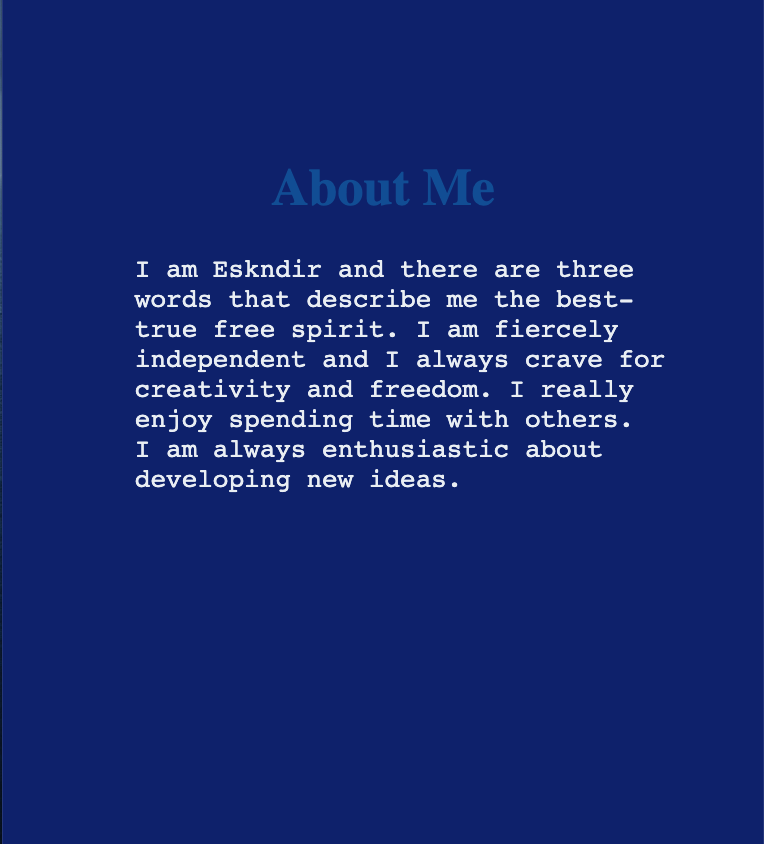 About Me
I am Eskndir and there are three
words that describe me the best-
true free spirit. I am fiercely
independent and I always crave for
creativity and freedom. I really
enjoy spending time with others.
I am always enthusiastic about
developing new ideas.